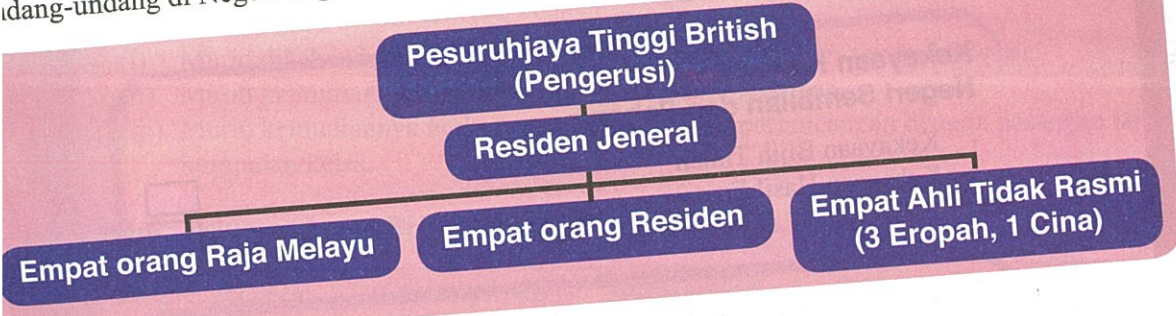 Pesuruhjaya Tinggi British
(Pengerusi)
Residen Jeneral
Empat orang Raja Melayu
Empat orang Residen
Empat Ahli Tidak Rasmi
(3 Eropah, 1 Cina)